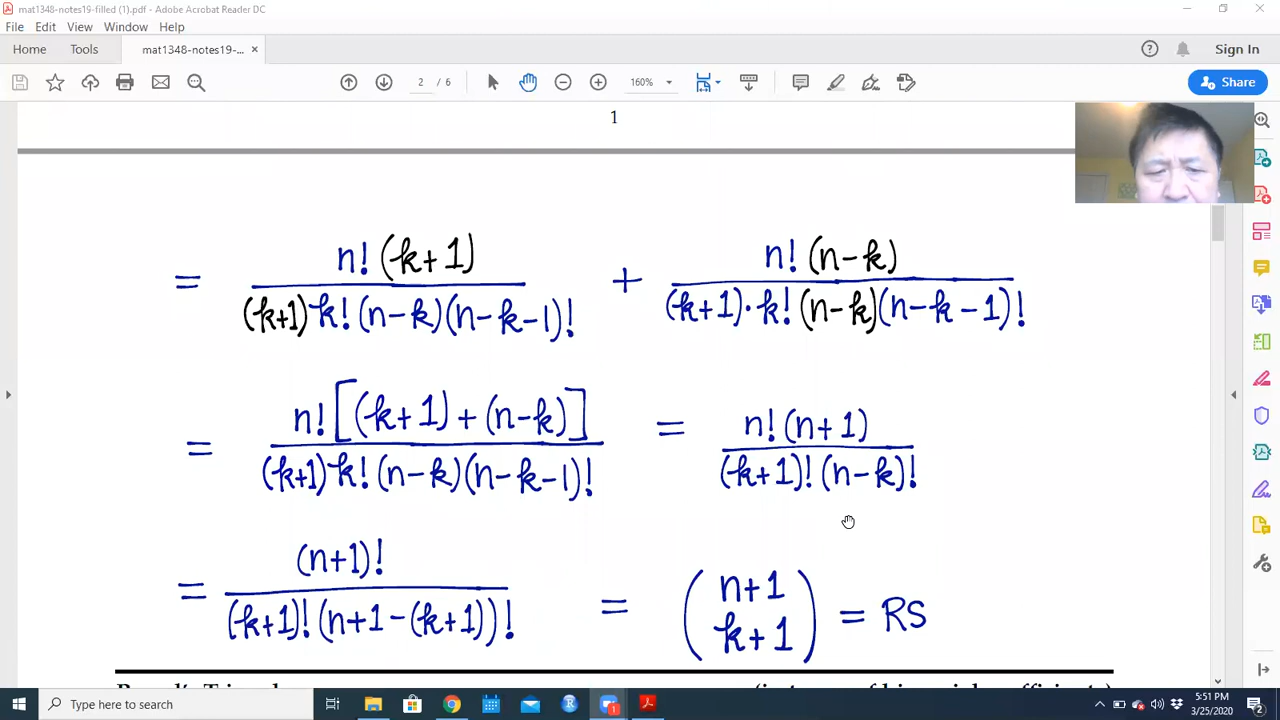 mat1348-notes19-filled (1).pdf - Adobe Acrobat Reader DC
File Edit View Window Help
Home Tools mat1348-notes19-... × Sign In
2 / 6 160% Share
1
= n! (k+1) / (k+1) k! (n-k)(n-k-1)! + n! (n-k) / (k+1)·k! (n-k)(n-k-1)!
= n! [(k+1) + (n-k)] / (k+1) k! (n-k)(n-k-1)! = n! (n+1) / (k+1)! (n-k)!
= (n+1)! / (k+1)! (n+1-(k+1))! = (n+1 k+1) = RS
Type here to search
5:51 PM
3/25/2020